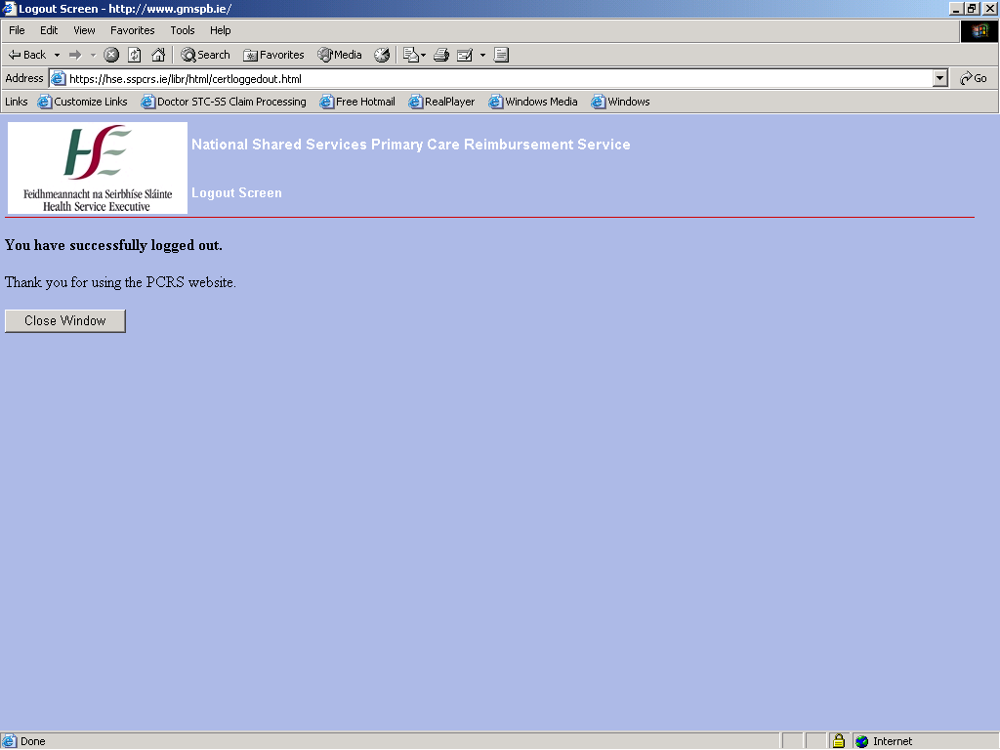 Logout Screen - http://www.gmspb.ie/
File Edit View Favorites Tools Help
Back Search Favorites Media
Address https://hse.sspcrs.ie/libr/html/certloggedout.html Go
Links Customize Links Doctor STC-SS Claim Processing Free Hotmail RealPlayer Windows Media Windows
HSE
Feidhmeannacht na Seirbhíse Sláinte
Health Service Executive
National Shared Services Primary Care Reimbursement Service
Logout Screen
You have successfully logged out.
Thank you for using the PCRS website.
Close Window
Done Internet